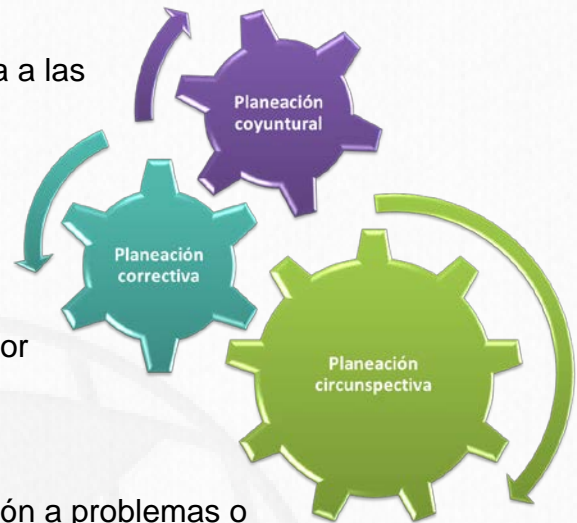 a a las
or
ón a problemas o
Planeación
coyuntural
Planeación
correctiva
Planeación
circunspectiva